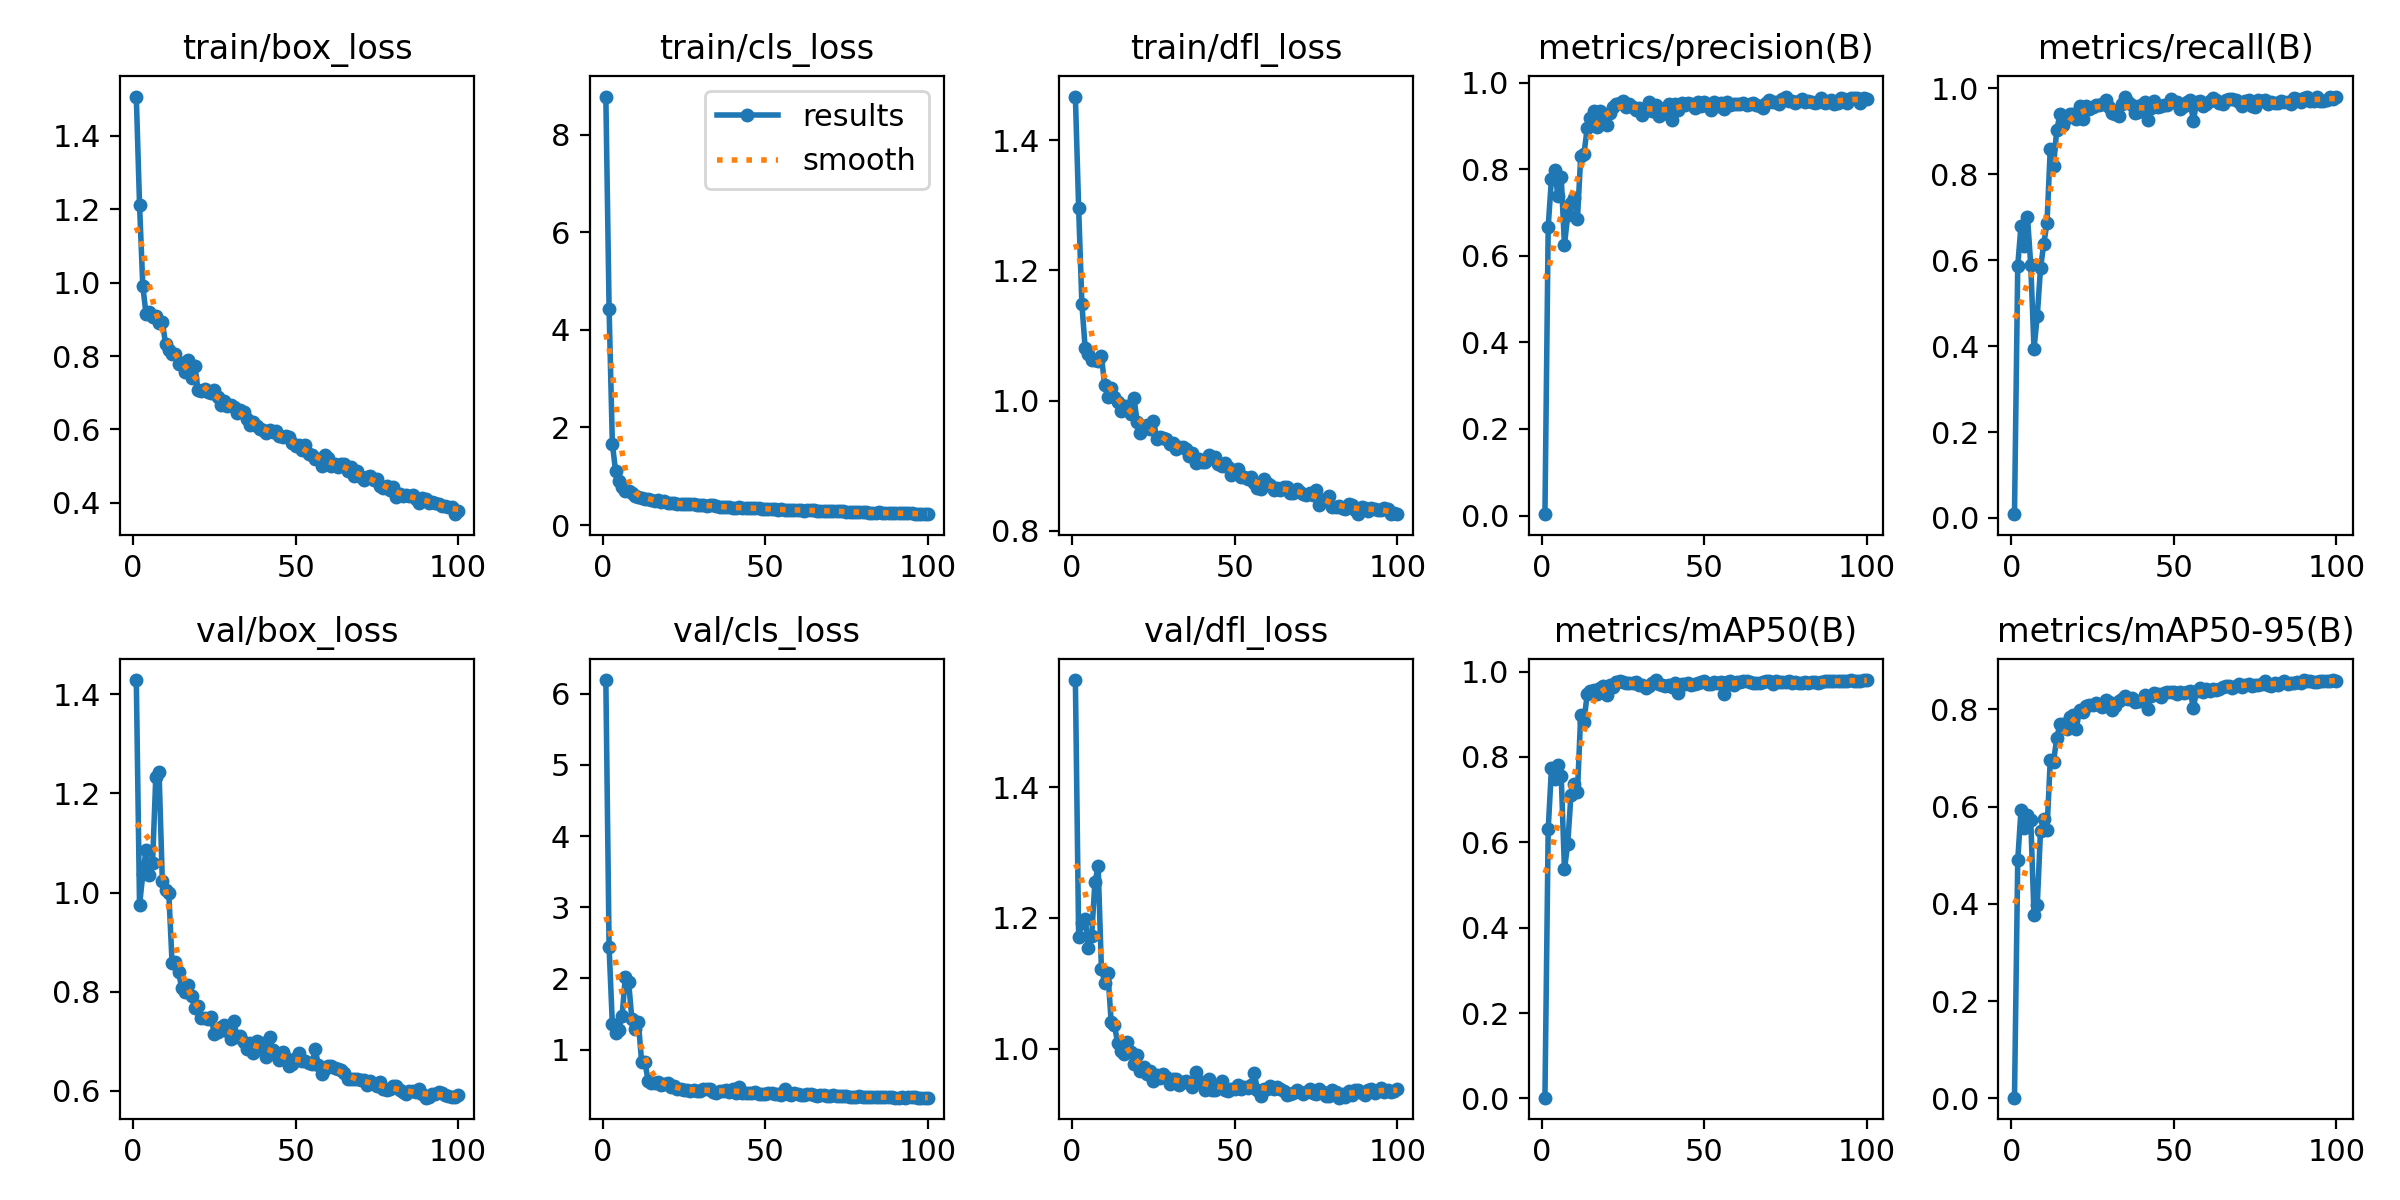 train/box_loss
1.4
1.2
1.0
0.8
0.6
0.4
0 50 100
train/cls_loss
results
smooth
8
6
4
2
0
0 50 100
train/dfl_loss
1.4
1.2
1.0
0.8
0 50 100
metrics/precision(B)
1.0
0.8
0.6
0.4
0.2
0.0
0 50 100
metrics/recall(B)
1.0
0.8
0.6
0.4
0.2
0.0
0 50 100
val/box_loss
1.4
1.2
1.0
0.8
0.6
0 50 100
val/cls_loss
6
5
4
3
2
1
0 50 100
val/dfl_loss
1.4
1.2
1.0
0 50 100
metrics/mAP50(B)
1.0
0.8
0.6
0.4
0.2
0.0
0 50 100
metrics/mAP50-95(B)
0.8
0.6
0.4
0.2
0.0
0 50 100